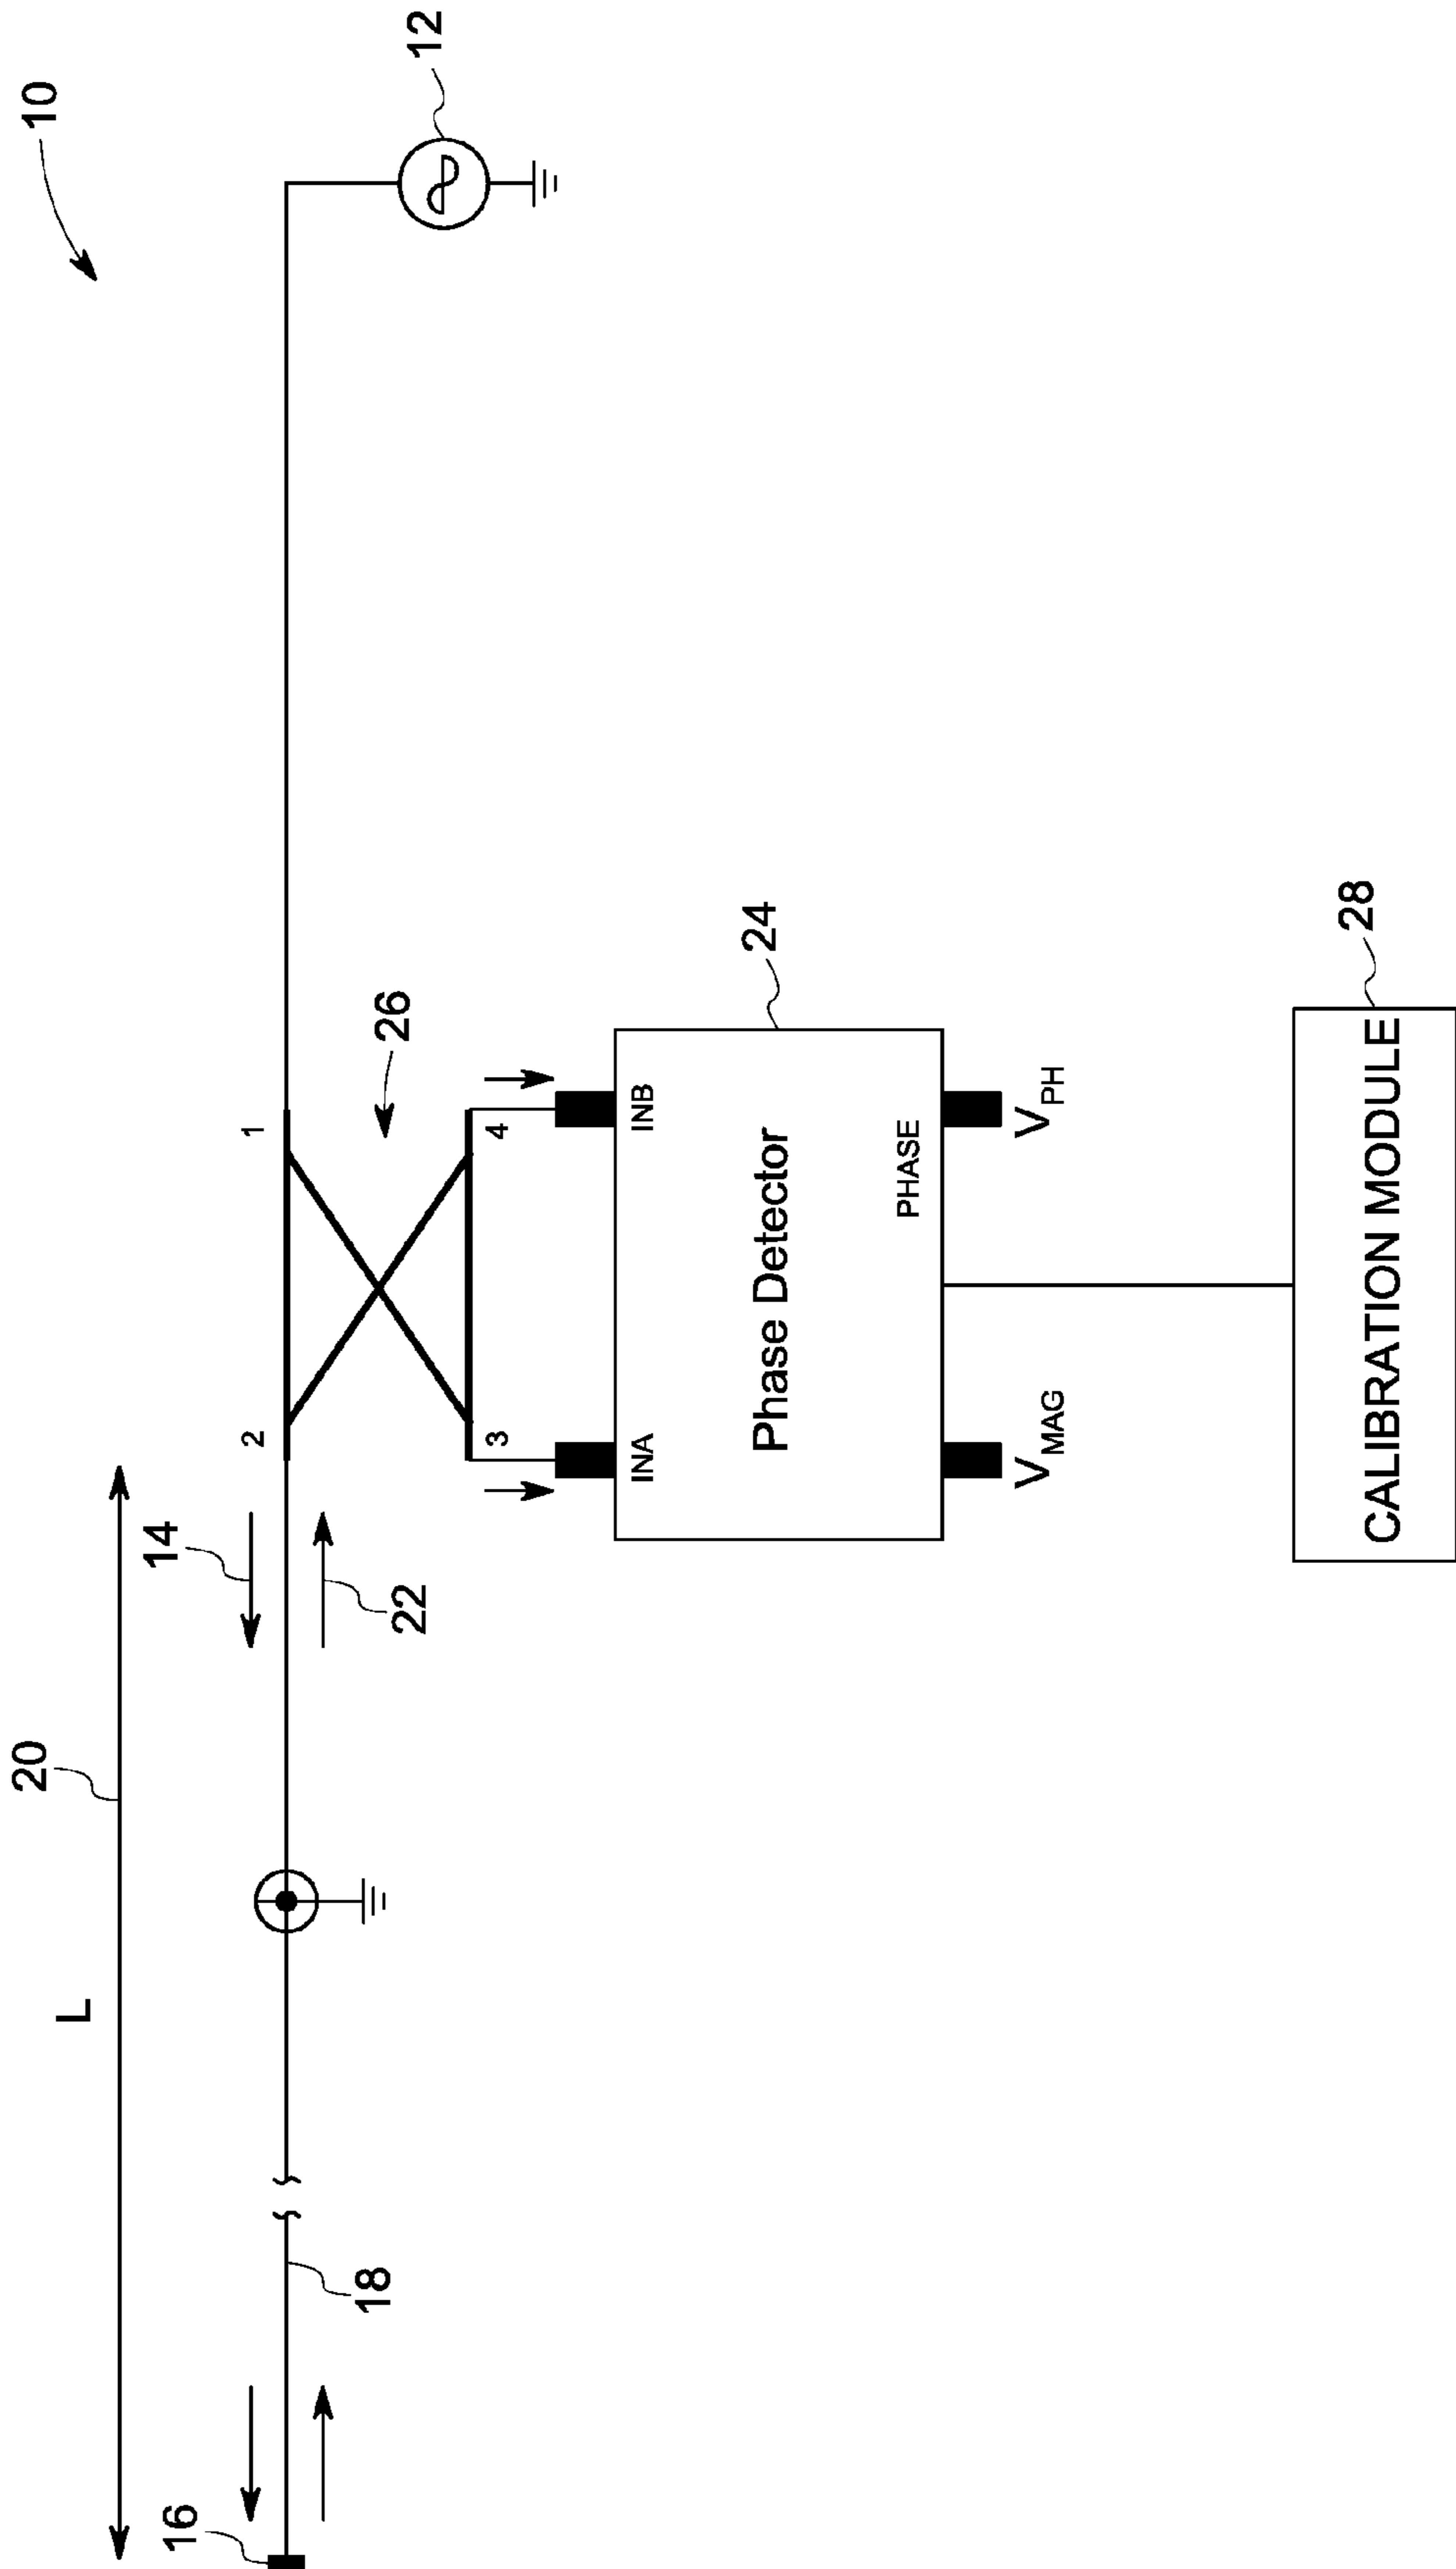 10
12
20
L
14
22
16
18
1
2
26
3
4
INA
INB
Phase Detector
24
PHASE
VMAG
VPH
CALIBRATION MODULE
28